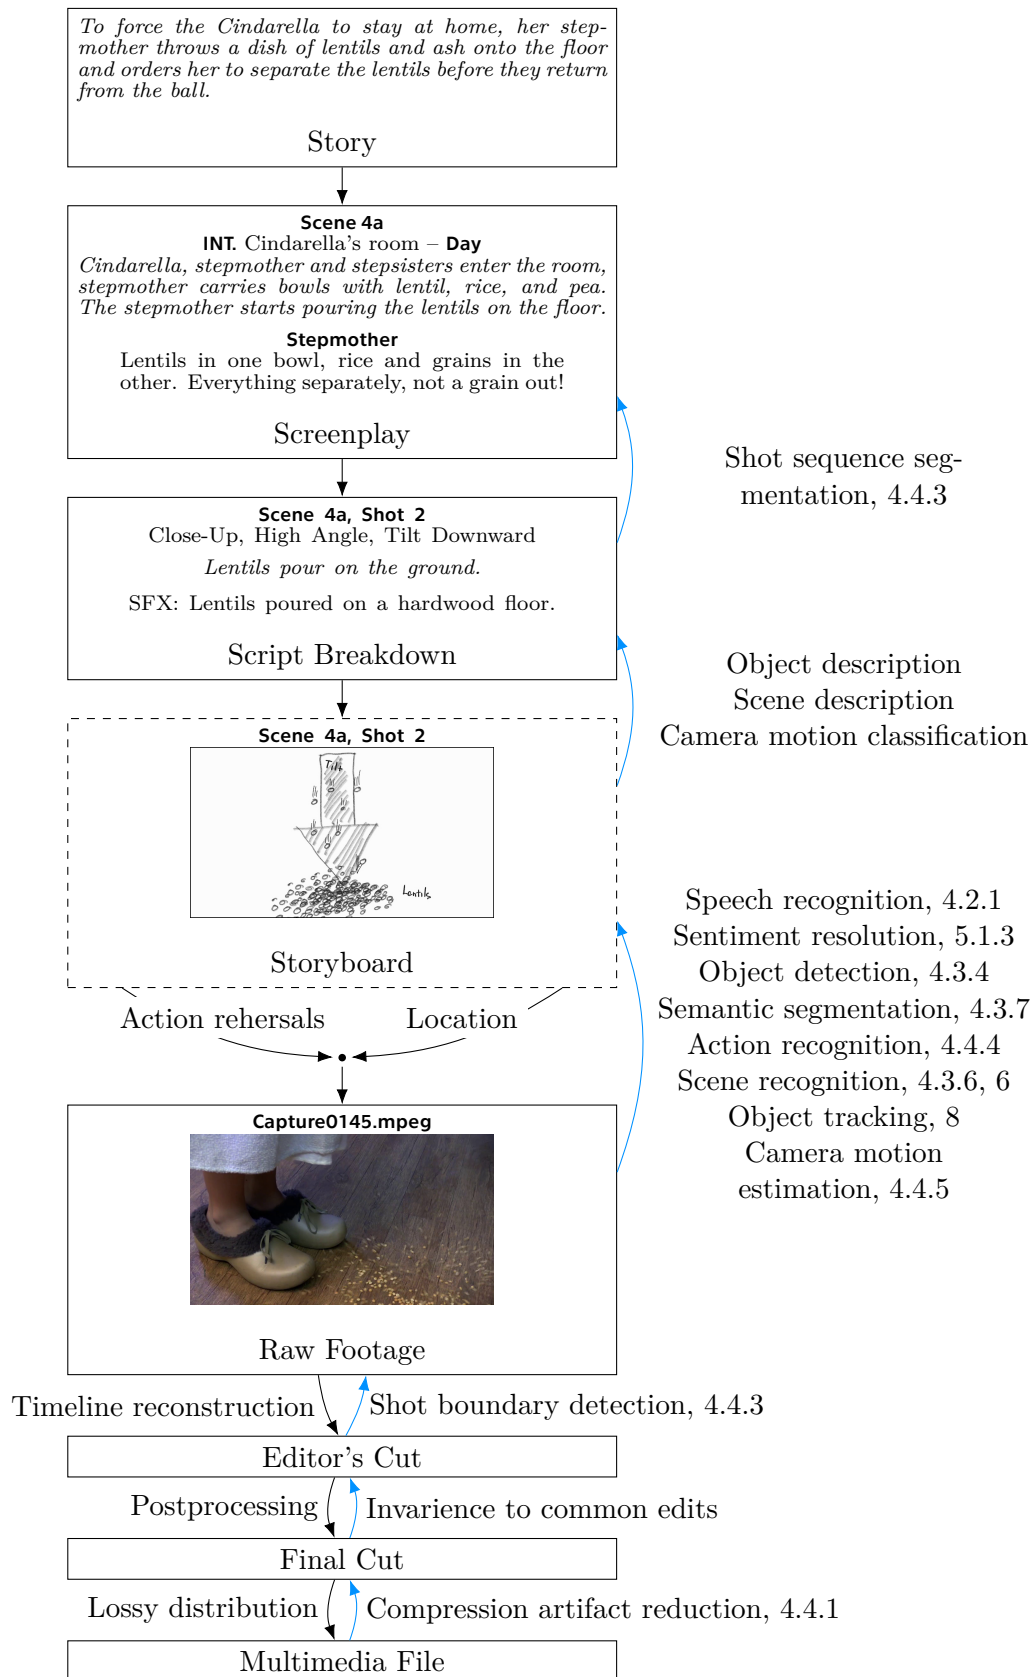 To force the Cindarella to stay at home, her step-
mother throws a dish of lentils and ash onto the floor
and orders her to separate the lentils before they return
from the ball.
Story
Scene 4a
INT. Cindarella's room – Day
Cindarella, stepmother and stepsisters enter the room,
stepmother carries bowls with lentil, rice, and pea.
The stepmother starts pouring the lentils on the floor.
Stepmother
Lentils in one bowl, rice and grains in the
other. Everything separately, not a grain out!
Screenplay
Shot sequence seg-
mentation, 4.4.3
Scene 4a, Shot 2
Close-Up, High Angle, Tilt Downward
Lentils pour on the ground.
SFX: Lentils poured on a hardwood floor.
Script Breakdown
Object description
Scene description
Camera motion classification
Scene 4a, Shot 2
Tilt
Lentils
Storyboard
Speech recognition, 4.2.1
Sentiment resolution, 5.1.3
Object detection, 4.3.4
Semantic segmentation, 4.3.7
Action recognition, 4.4.4
Scene recognition, 4.3.6, 6
Object tracking, 8
Camera motion
estimation, 4.4.5
Action rehersals
Location
Capture0145.mpeg
Raw Footage
Timeline reconstruction
Shot boundary detection, 4.4.3
Editor's Cut
Postprocessing
Invarience to common edits
Final Cut
Lossy distribution
Compression artifact reduction, 4.4.1
Multimedia File